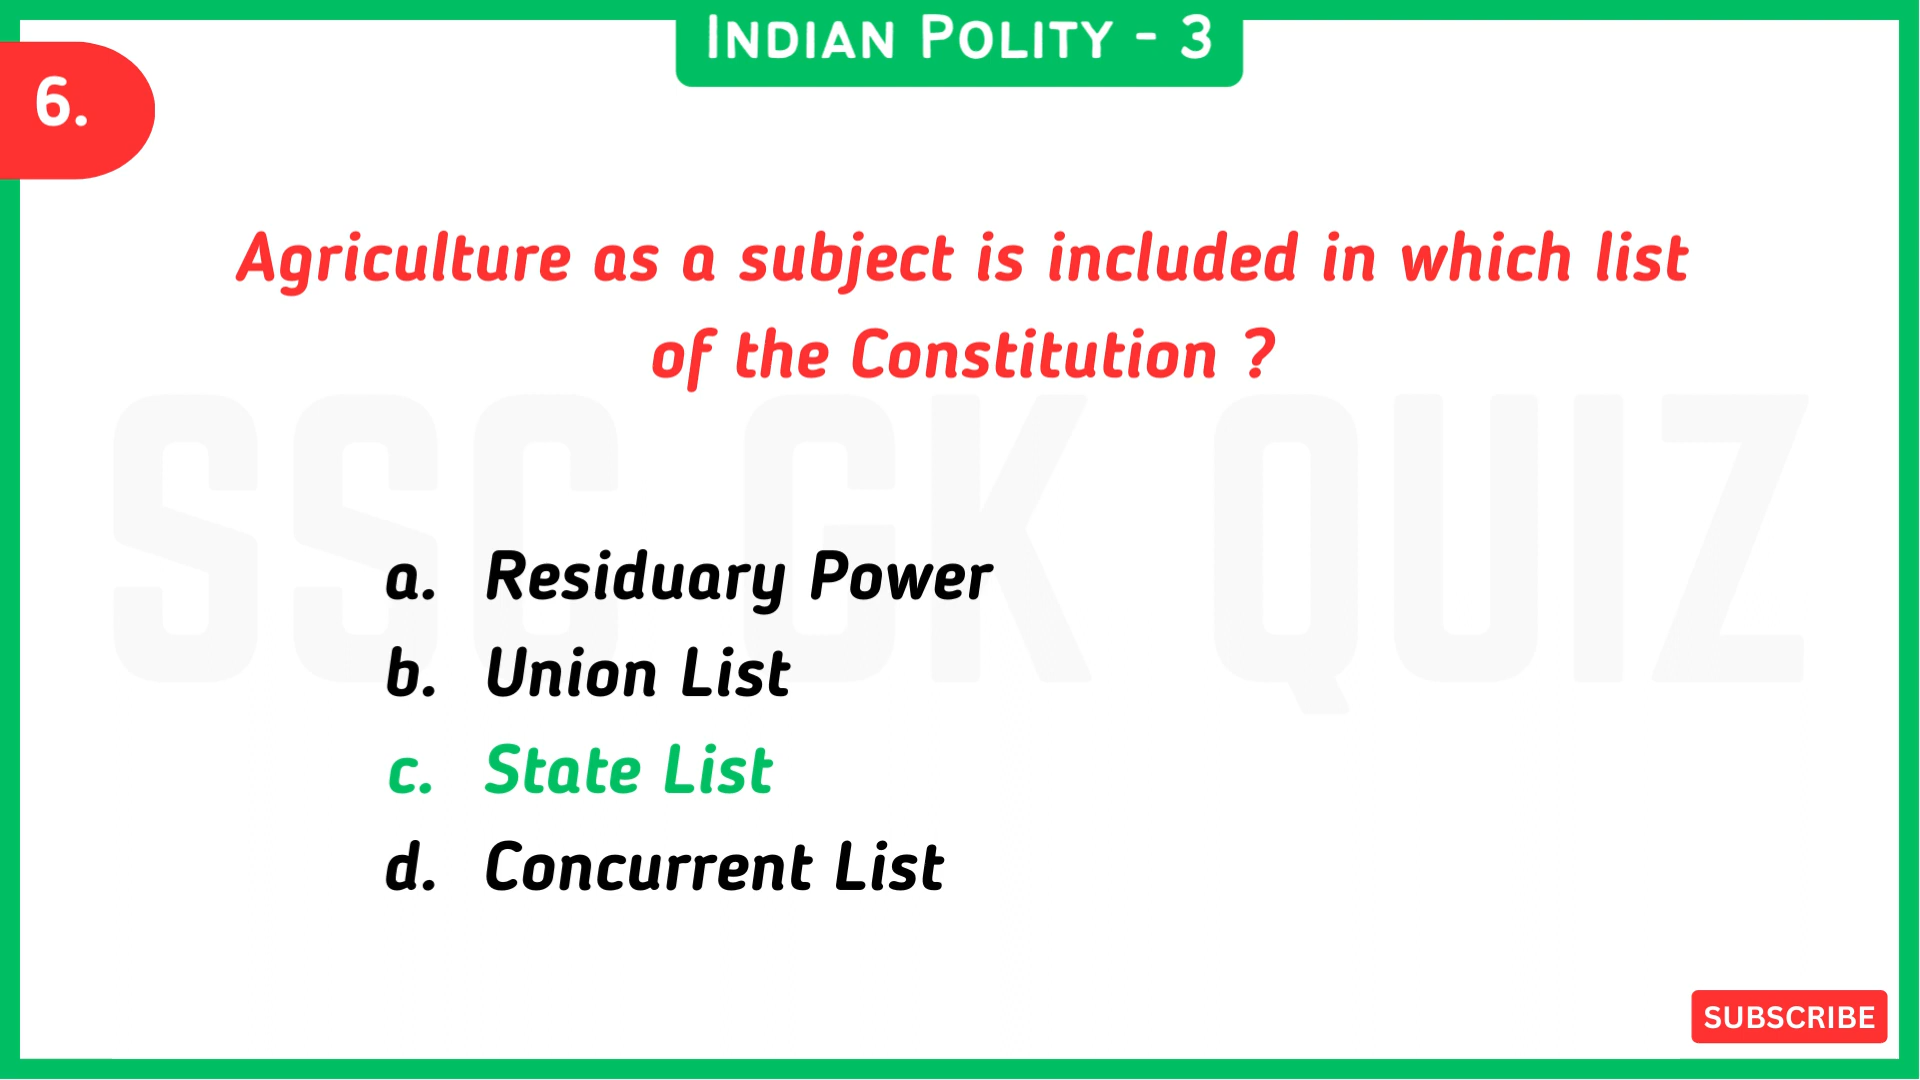 INDIAN POLITY - 3
6.
Agriculture as a subject is included in which list
of the Constitution ?
SSC GK QUIZ
a. Residuary Power
b. Union List
c. State List
d. Concurrent List
SUBSCRIBE